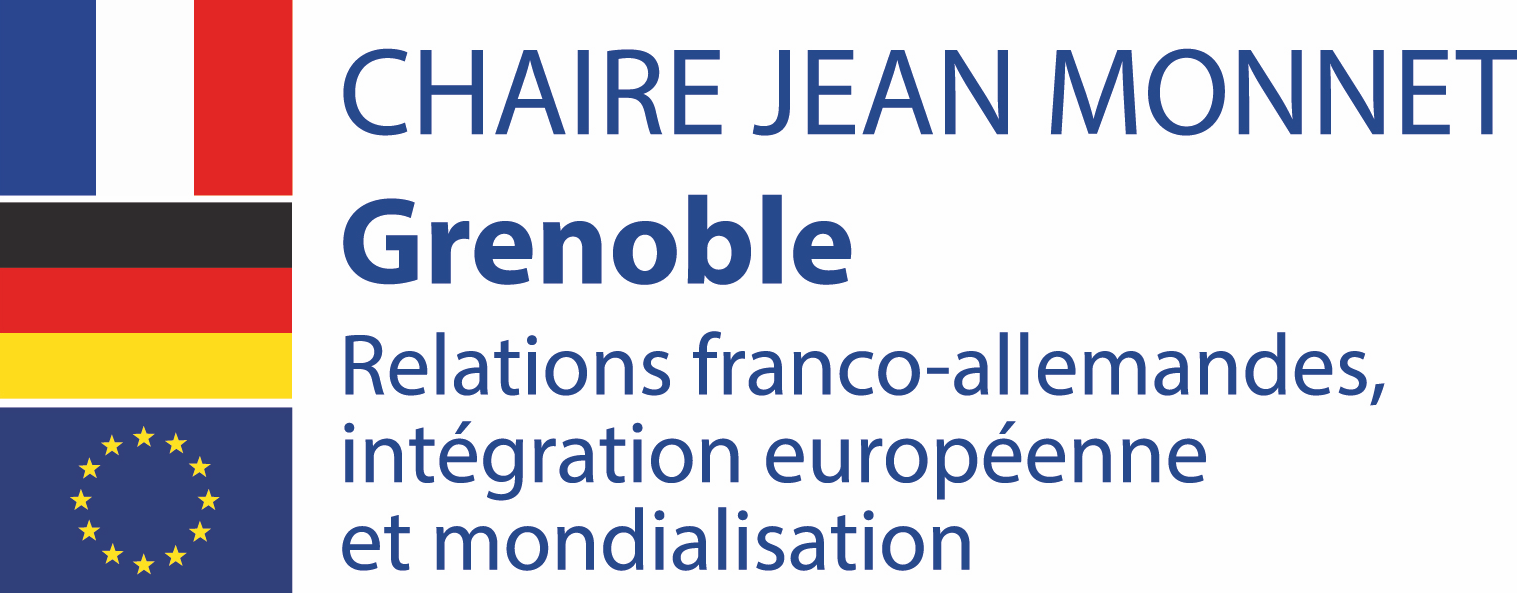 CHAIRE JEAN MONNET
Grenoble
Relations franco-allemandes,
intégration européenne
et mondialisation